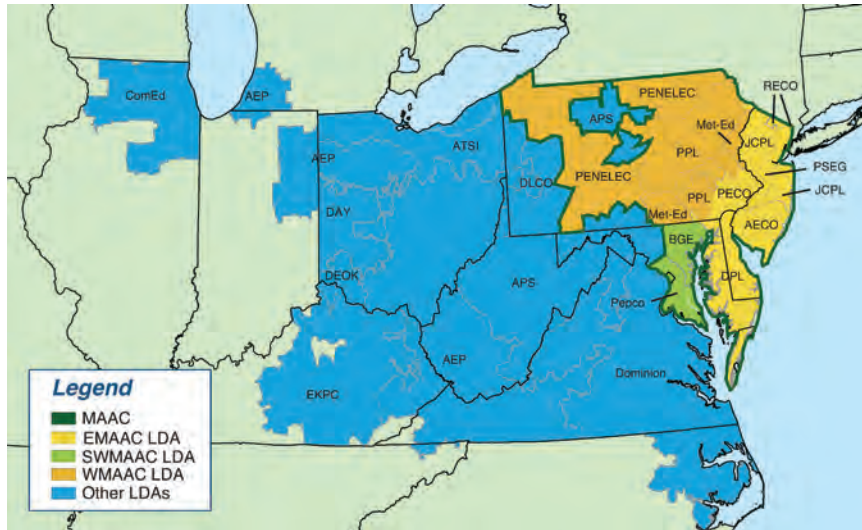 RECO
ComEd
AEP
PENELEC
APS
Met-Ed
JCPL
ATSI
AEP
PPL
PSEG
DLCO
PENELEC
JCPL
PECO
DAY
PPL
Met-Ed
AECO
BGE
DEOK
APS
DPL
Pepco
AEP
Dominion
EKPC
Legend
MAAC
EMAAC LDA
SWMAAC LDA
WMAAC LDA
Other LDAs